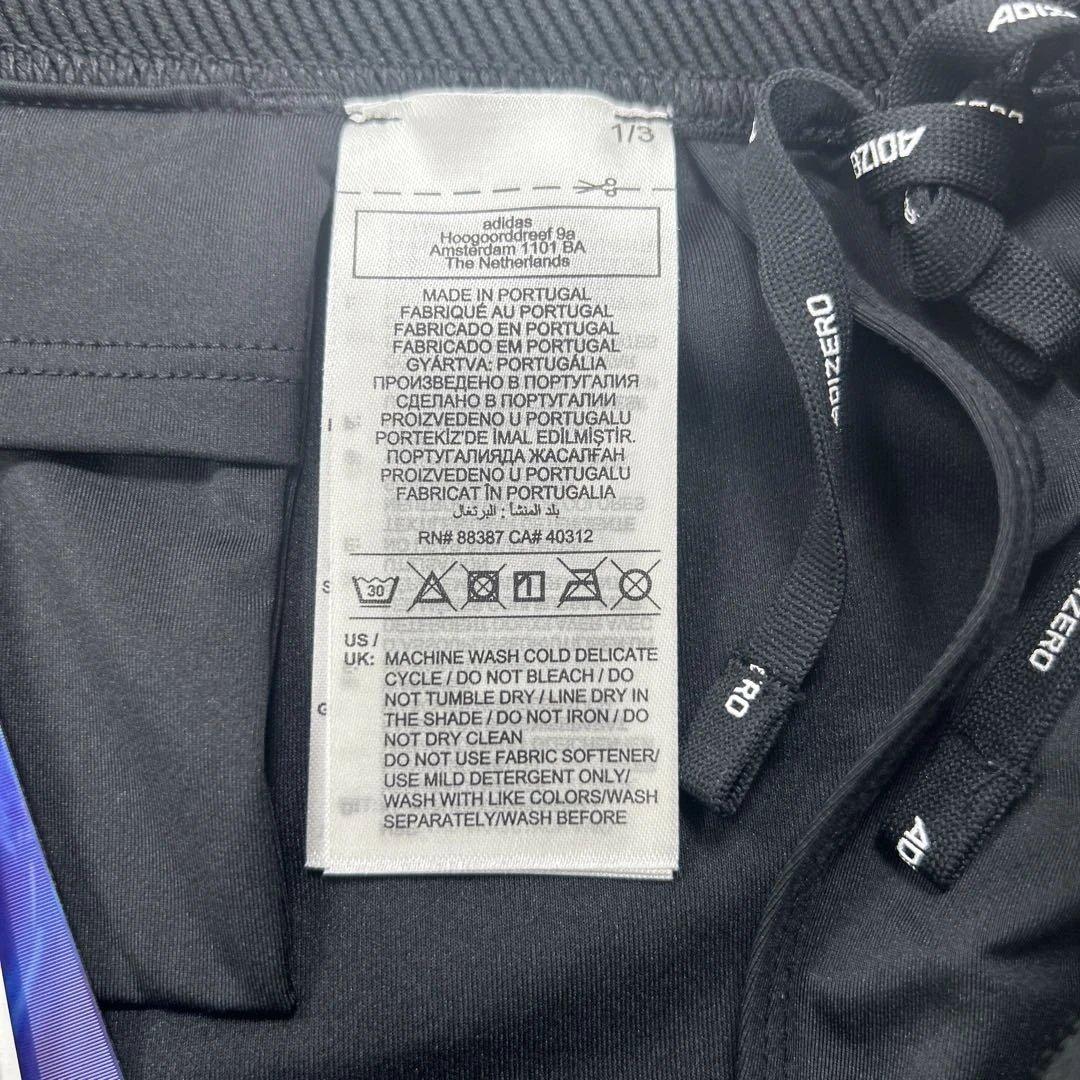 1/3
adidas
Hoogoorddreef 9a
Amsterdam 1101 BA
The Netherlands
MADE IN PORTUGAL
FABRIQUÉ AU PORTUGAL
FABRICADO EN PORTUGAL
FABRICADO EM PORTUGAL
GYÁRTVA: PORTUGÁLIA
ПРОИЗВЕДЕНО В ПОРТУГАЛИЯ
СДЕЛАНО В ПОРТУГАЛИИ
PROIZVEDENO U PORTUGALU
PORTEKİZ'DE İMAL EDİLMİŞTİR.
ПОРТУГАЛИЯДА ЖАСАЛҒАН
PROIZVEDENO U PORTUGALU
FABRICAT ÎN PORTUGALIA
بلد المنشأ : البرتغال
RN# 88387 CA# 40312
30
US /
UK: MACHINE WASH COLD DELICATE
CYCLE / DO NOT BLEACH / DO
NOT TUMBLE DRY / LINE DRY IN
THE SHADE / DO NOT IRON / DO
NOT DRY CLEAN
DO NOT USE FABRIC SOFTENER/
USE MILD DETERGENT ONLY/
WASH WITH LIKE COLORS/WASH
SEPARATELY/WASH BEFORE
ADIZ
ADIZE
ADIZERO
RO
IZERO
ADI